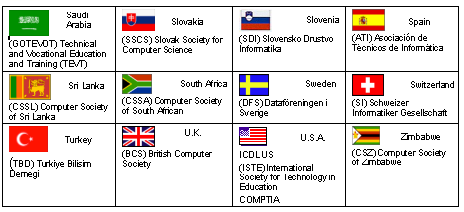 Saudi
Arabia
(GOTEVOT) Technical
and Vocational Education
and Training (TEVT)
Slovakia
(SSCS) Slovak Society for
Computer Science
Slovenia
(SDI) Slovensko Drustvo
Informatika
Spain
(ATI) Asociación de
Técnicos de Informática
Sri Lanka
(CSSL) Computer Society
of Sri Lanka
South Africa
(CSSA) Computer Society
of South African
Sweden
(DFS) Dataföreningen i
Sverige
Switzerland
(SI) Schweizer
Informatiker Gesellschaft
Turkey
(TBD) Turkiye Bilisim
Dernegi
U.K.
(BCS) British Computer
Society
U.S.A.
ICDLUS
(ISTE) International
Society for Technology in
Education
COMPTIA
Zimbabwe
(CSZ) Computer Society
of Zimbabwe